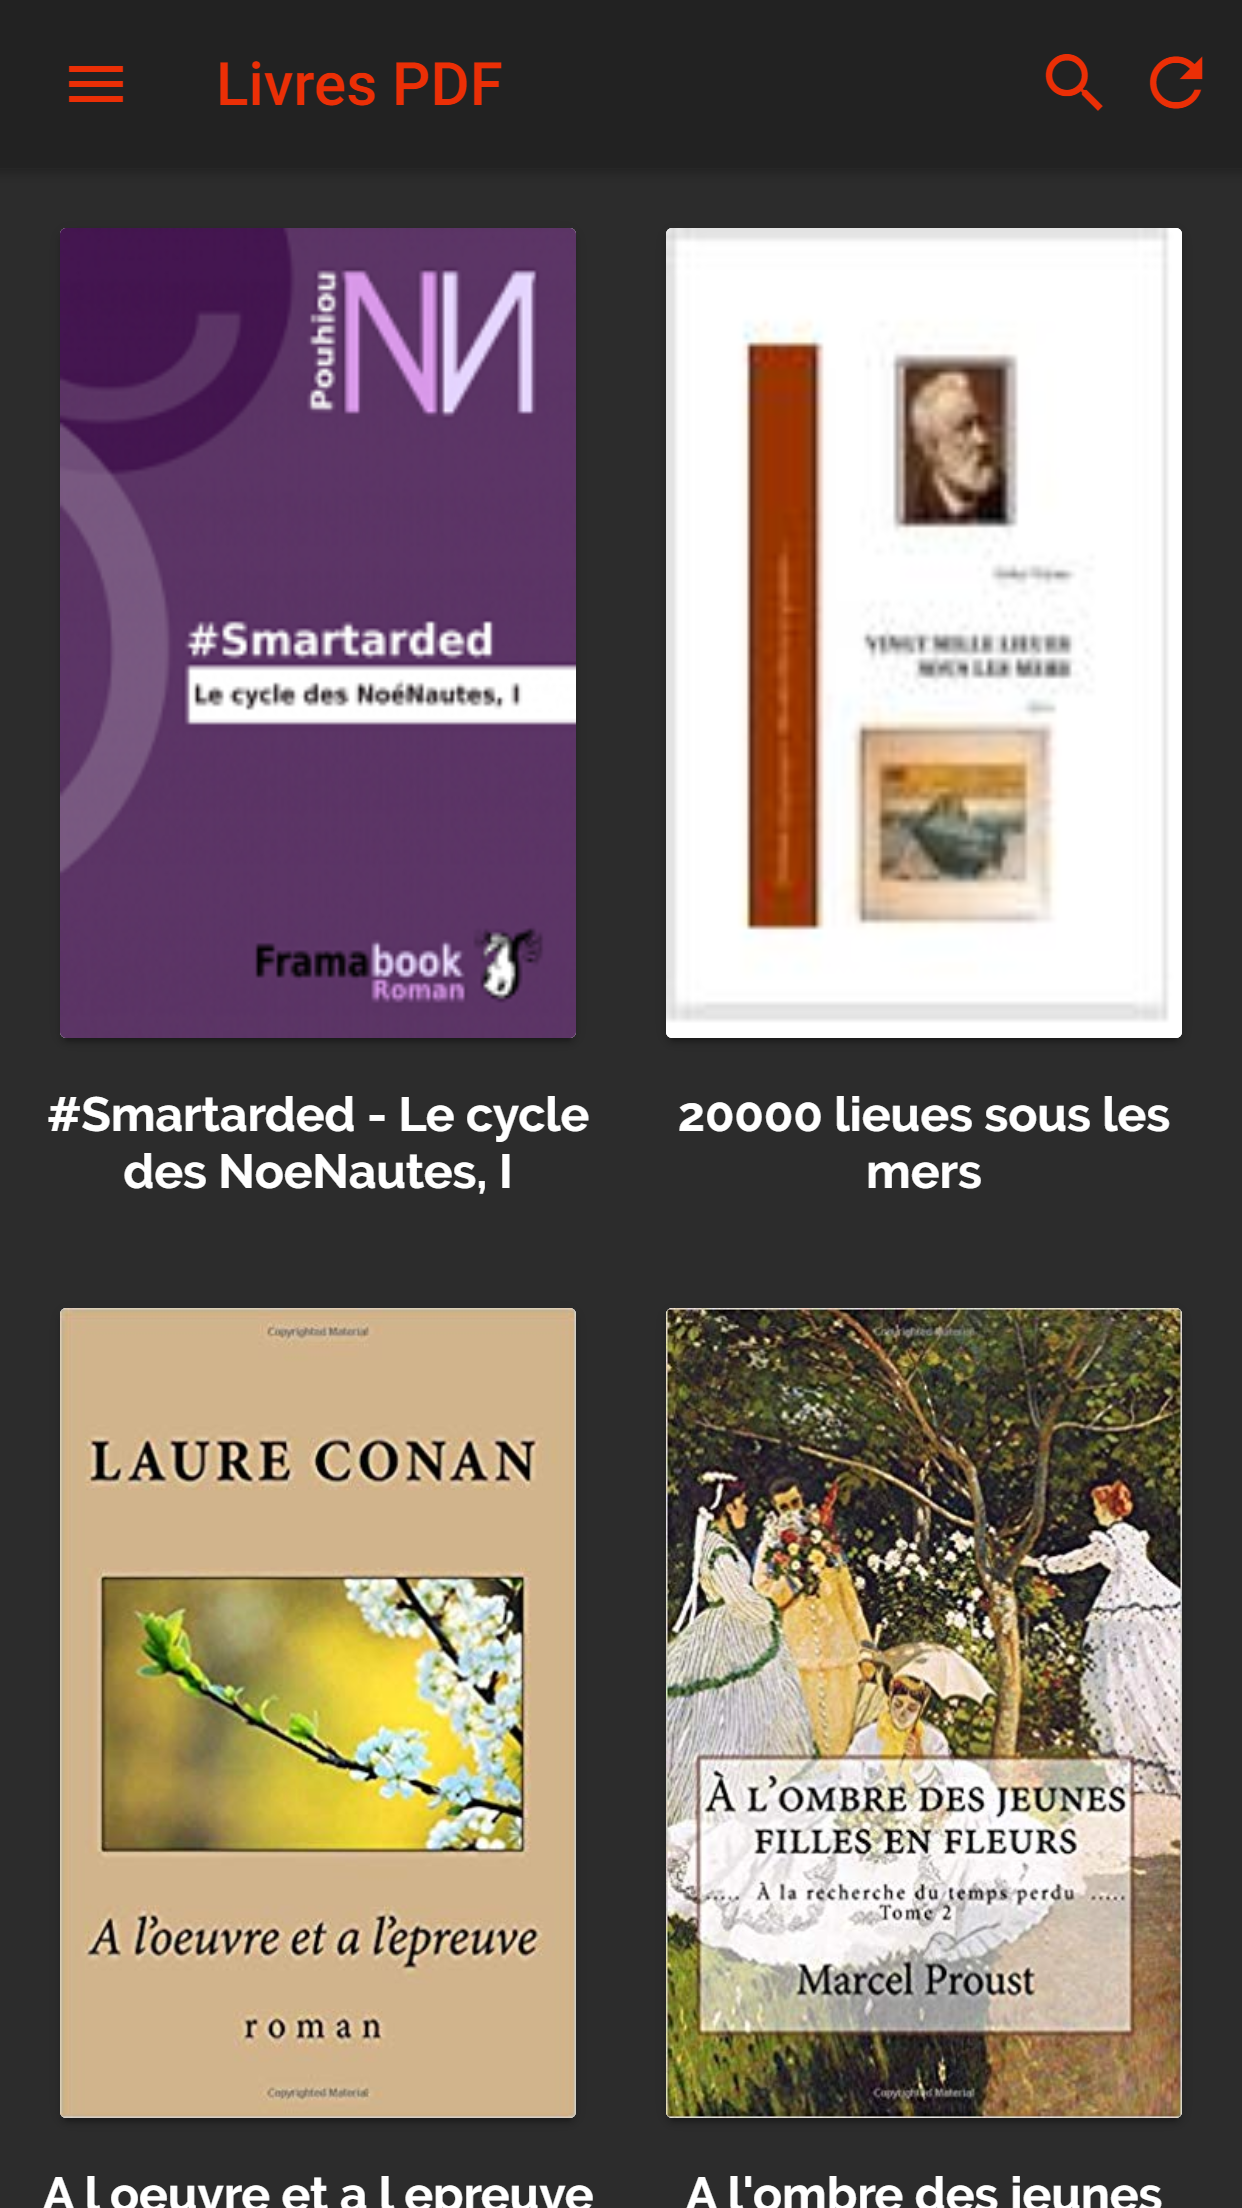 Livres PDF
Pouhiou
NN
#Smartarded
Le cycle des NoéNautes, I
Framabook
Roman
VINGT MILLE LIEUES
SOUS LES MERS
#Smartarded - Le cycle
des NoeNautes, I
20000 lieues sous les
mers
Copyrighted Material
LAURE CONAN
A l'oeuvre et a l'epreuve
roman
Copyrighted Material
Copyrighted Material
À L'OMBRE DES JEUNES
FILLES EN FLEURS
..... À la recherche du temps perdu .....
Tome 2
Marcel Proust
Copyrighted Material
A l oeuvre et a l epreuve
A l'ombre des jeunes